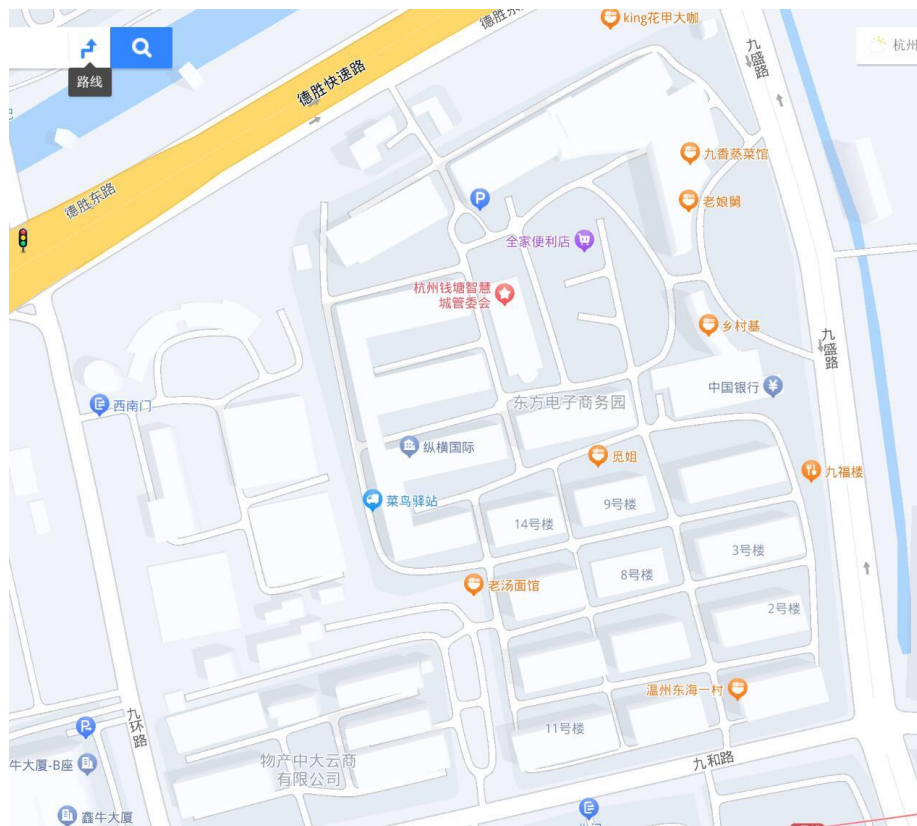 king花甲大咖
德胜东
九盛路
杭州
路线
德胜快速路
九香蒸菜馆
德胜东路
老娘舅
P
全家便利店
杭州钱塘智慧
城管委会
乡村基
九盛路
中国银行
西南门
东方电子商务园
纵横国际
觅姐
九福楼
菜鸟驿站
9号楼
14号楼
3号楼
8号楼
老汤面馆
2号楼
温州东海一村
九环路
P
11号楼
九和路
物产中大云商
有限公司
牛大厦-B座
鑫牛大厦